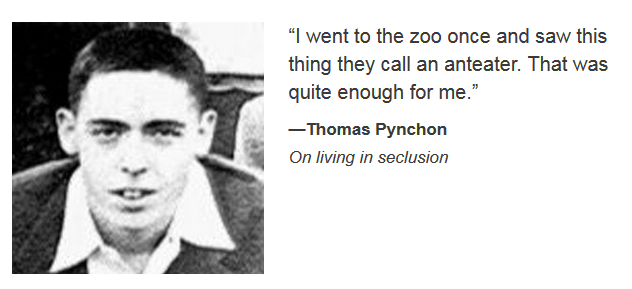 “I went to the zoo once and saw this
thing they call an anteater. That was
quite enough for me.”
—Thomas Pynchon
On living in seclusion